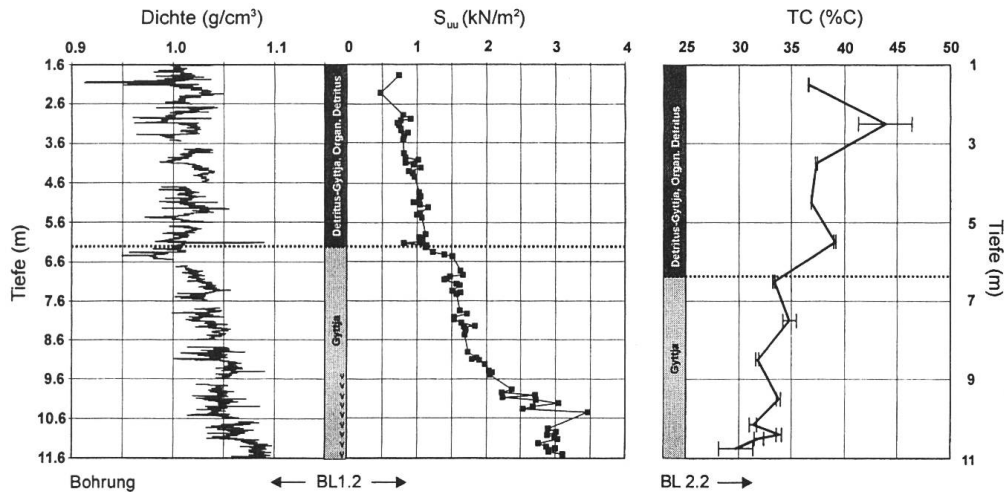 Dichte (g/cm³)
S_uu (kN/m²)
TC (%C)
0.9 1.0 1.1
0 1 2 3 4
25 30 35 40 45 50
Tiefe (m)
1.6
2.6
3.6
4.6
5.6
6.6
7.6
8.6
9.6
10.6
11.6
Detritus-Gyttja, Organ. Detritus
Gyttja
v v v v v v v v
Detritus-Gyttja, Organ. Detritus
Gyttja
1
3
5
7
9
11
Tiefe (m)
Bohrung
BL1.2
BL 2.2